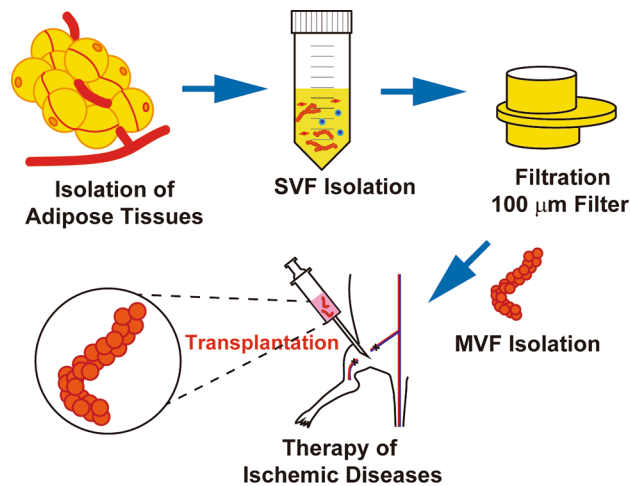 Isolation of
Adipose Tissues
SVF Isolation
Filtration
100 μm Filter
MVF Isolation
Transplantation
Therapy of
Ischemic Diseases